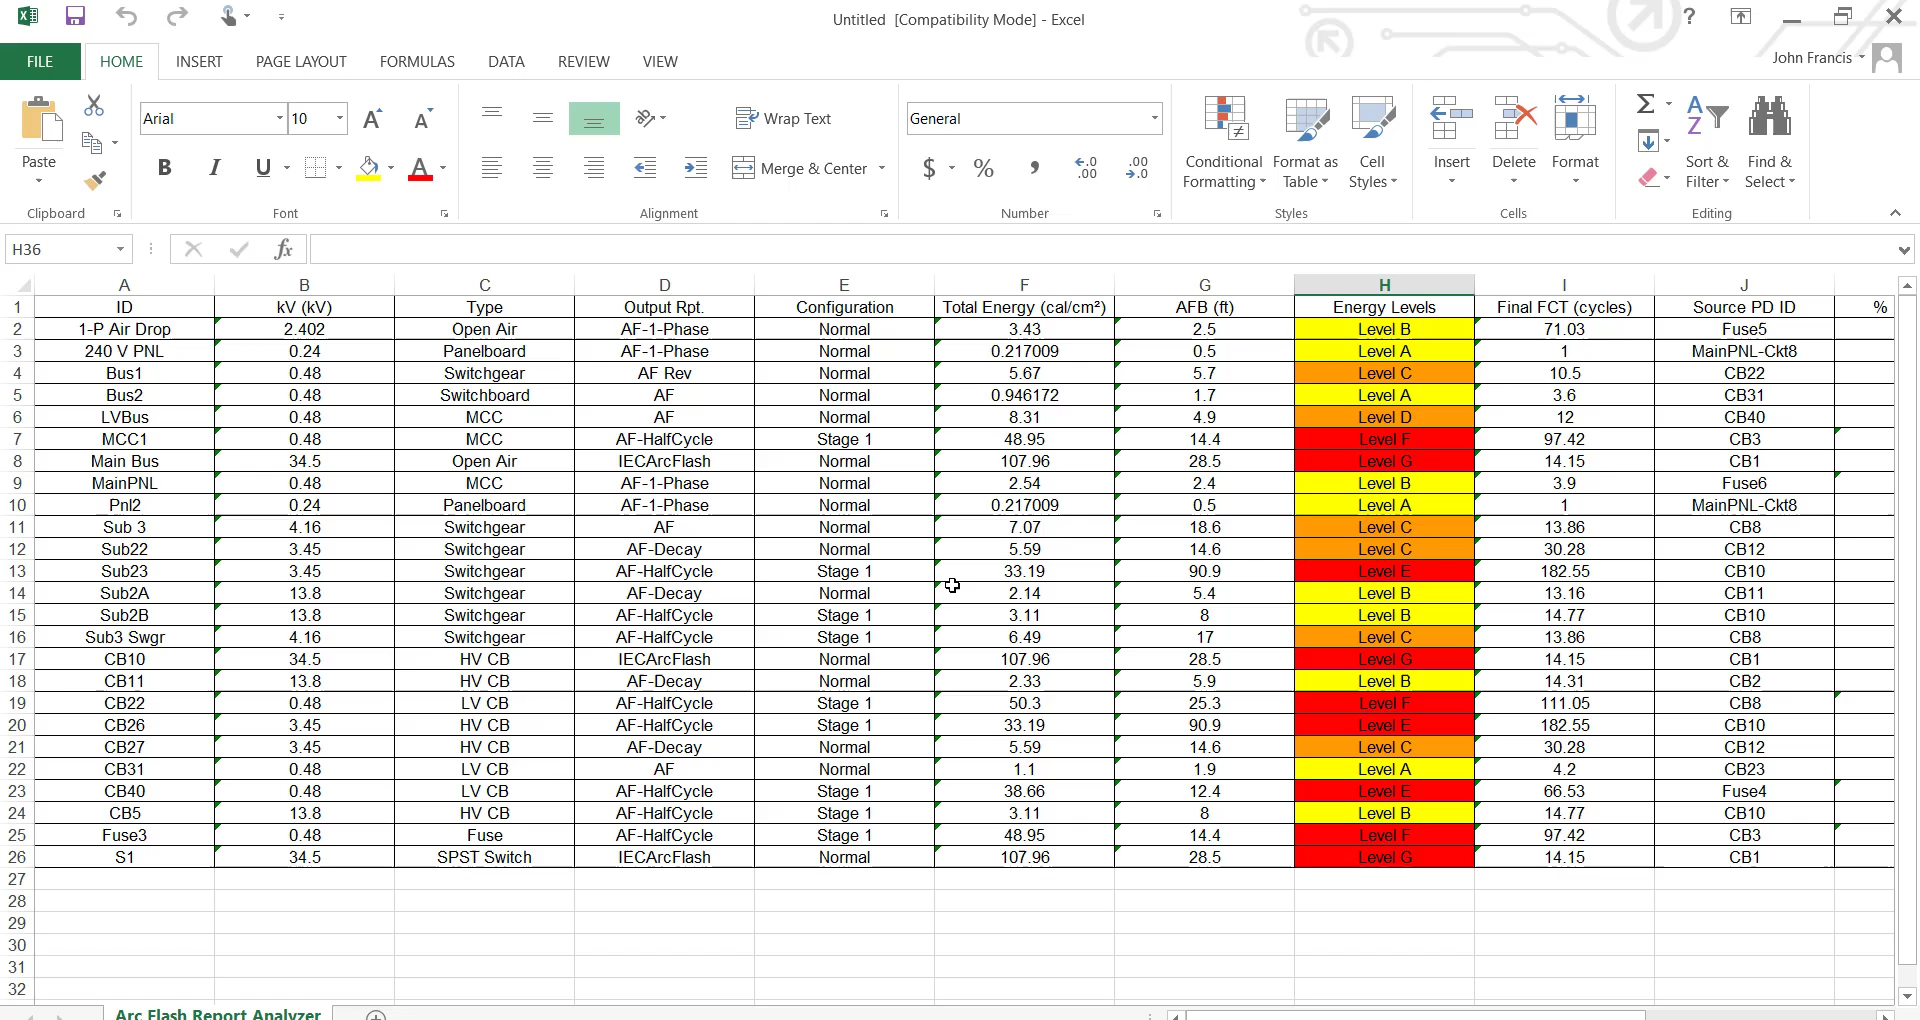 Untitled  [Compatibility Mode] - Excel
?
FILE HOME INSERT PAGE LAYOUT FORMULAS DATA REVIEW VIEW
John Francis
Arial 10 Wrap Text General
Paste B I U A Merge & Center $ % , Conditional Formatting Format as Table Cell Styles Insert Delete Format Sort & Filter Find & Select
Clipboard Font Alignment Number Styles Cells Editing
H36 fx
A B C D E F G H I J
1 ID kV (kV) Type Output Rpt. Configuration Total Energy (cal/cm²) AFB (ft) Energy Levels Final FCT (cycles) Source PD ID %
2 1-P Air Drop 2.402 Open Air AF-1-Phase Normal 3.43 2.5 Level B 71.03 Fuse5
3 240 V PNL 0.24 Panelboard AF-1-Phase Normal 0.217009 0.5 Level A 1 MainPNL-Ckt8
4 Bus1 0.48 Switchgear AF Rev Normal 5.67 5.7 Level C 10.5 CB22
5 Bus2 0.48 Switchboard AF Normal 0.946172 1.7 Level A 3.6 CB31
6 LVBus 0.48 MCC AF Normal 8.31 4.9 Level D 12 CB40
7 MCC1 0.48 MCC AF-HalfCycle Stage 1 48.95 14.4 Level F 97.42 CB3
8 Main Bus 34.5 Open Air IECArcFlash Normal 107.96 28.5 Level G 14.15 CB1
9 MainPNL 0.48 MCC AF-1-Phase Normal 2.54 2.4 Level B 3.9 Fuse6
10 Pnl2 0.24 Panelboard AF-1-Phase Normal 0.217009 0.5 Level A 1 MainPNL-Ckt8
11 Sub 3 4.16 Switchgear AF Normal 7.07 18.6 Level C 13.86 CB8
12 Sub22 3.45 Switchgear AF-Decay Normal 5.59 14.6 Level C 30.28 CB12
13 Sub23 3.45 Switchgear AF-HalfCycle Stage 1 33.19 90.9 Level E 182.55 CB10
14 Sub2A 13.8 Switchgear AF-Decay Normal 2.14 5.4 Level B 13.16 CB11
15 Sub2B 13.8 Switchgear AF-HalfCycle Stage 1 3.11 8 Level B 14.77 CB10
16 Sub3 Swgr 4.16 Switchgear AF-HalfCycle Stage 1 6.49 17 Level C 13.86 CB8
17 CB10 34.5 HV CB IECArcFlash Normal 107.96 28.5 Level G 14.15 CB1
18 CB11 13.8 HV CB AF-Decay Normal 2.33 5.9 Level B 14.31 CB2
19 CB22 0.48 LV CB AF-HalfCycle Stage 1 50.3 25.3 Level F 111.05 CB8
20 CB26 3.45 HV CB AF-HalfCycle Stage 1 33.19 90.9 Level E 182.55 CB10
21 CB27 3.45 HV CB AF-Decay Normal 5.59 14.6 Level C 30.28 CB12
22 CB31 0.48 LV CB AF Normal 1.1 1.9 Level A 4.2 CB23
23 CB40 0.48 LV CB AF-HalfCycle Stage 1 38.66 12.4 Level E 66.53 Fuse4
24 CB5 13.8 HV CB AF-HalfCycle Stage 1 3.11 8 Level B 14.77 CB10
25 Fuse3 0.48 Fuse AF-HalfCycle Stage 1 48.95 14.4 Level F 97.42 CB3
26 S1 34.5 SPST Switch IECArcFlash Normal 107.96 28.5 Level G 14.15 CB1
27
28
29
30
31
32
Arc Flash Report Analyzer